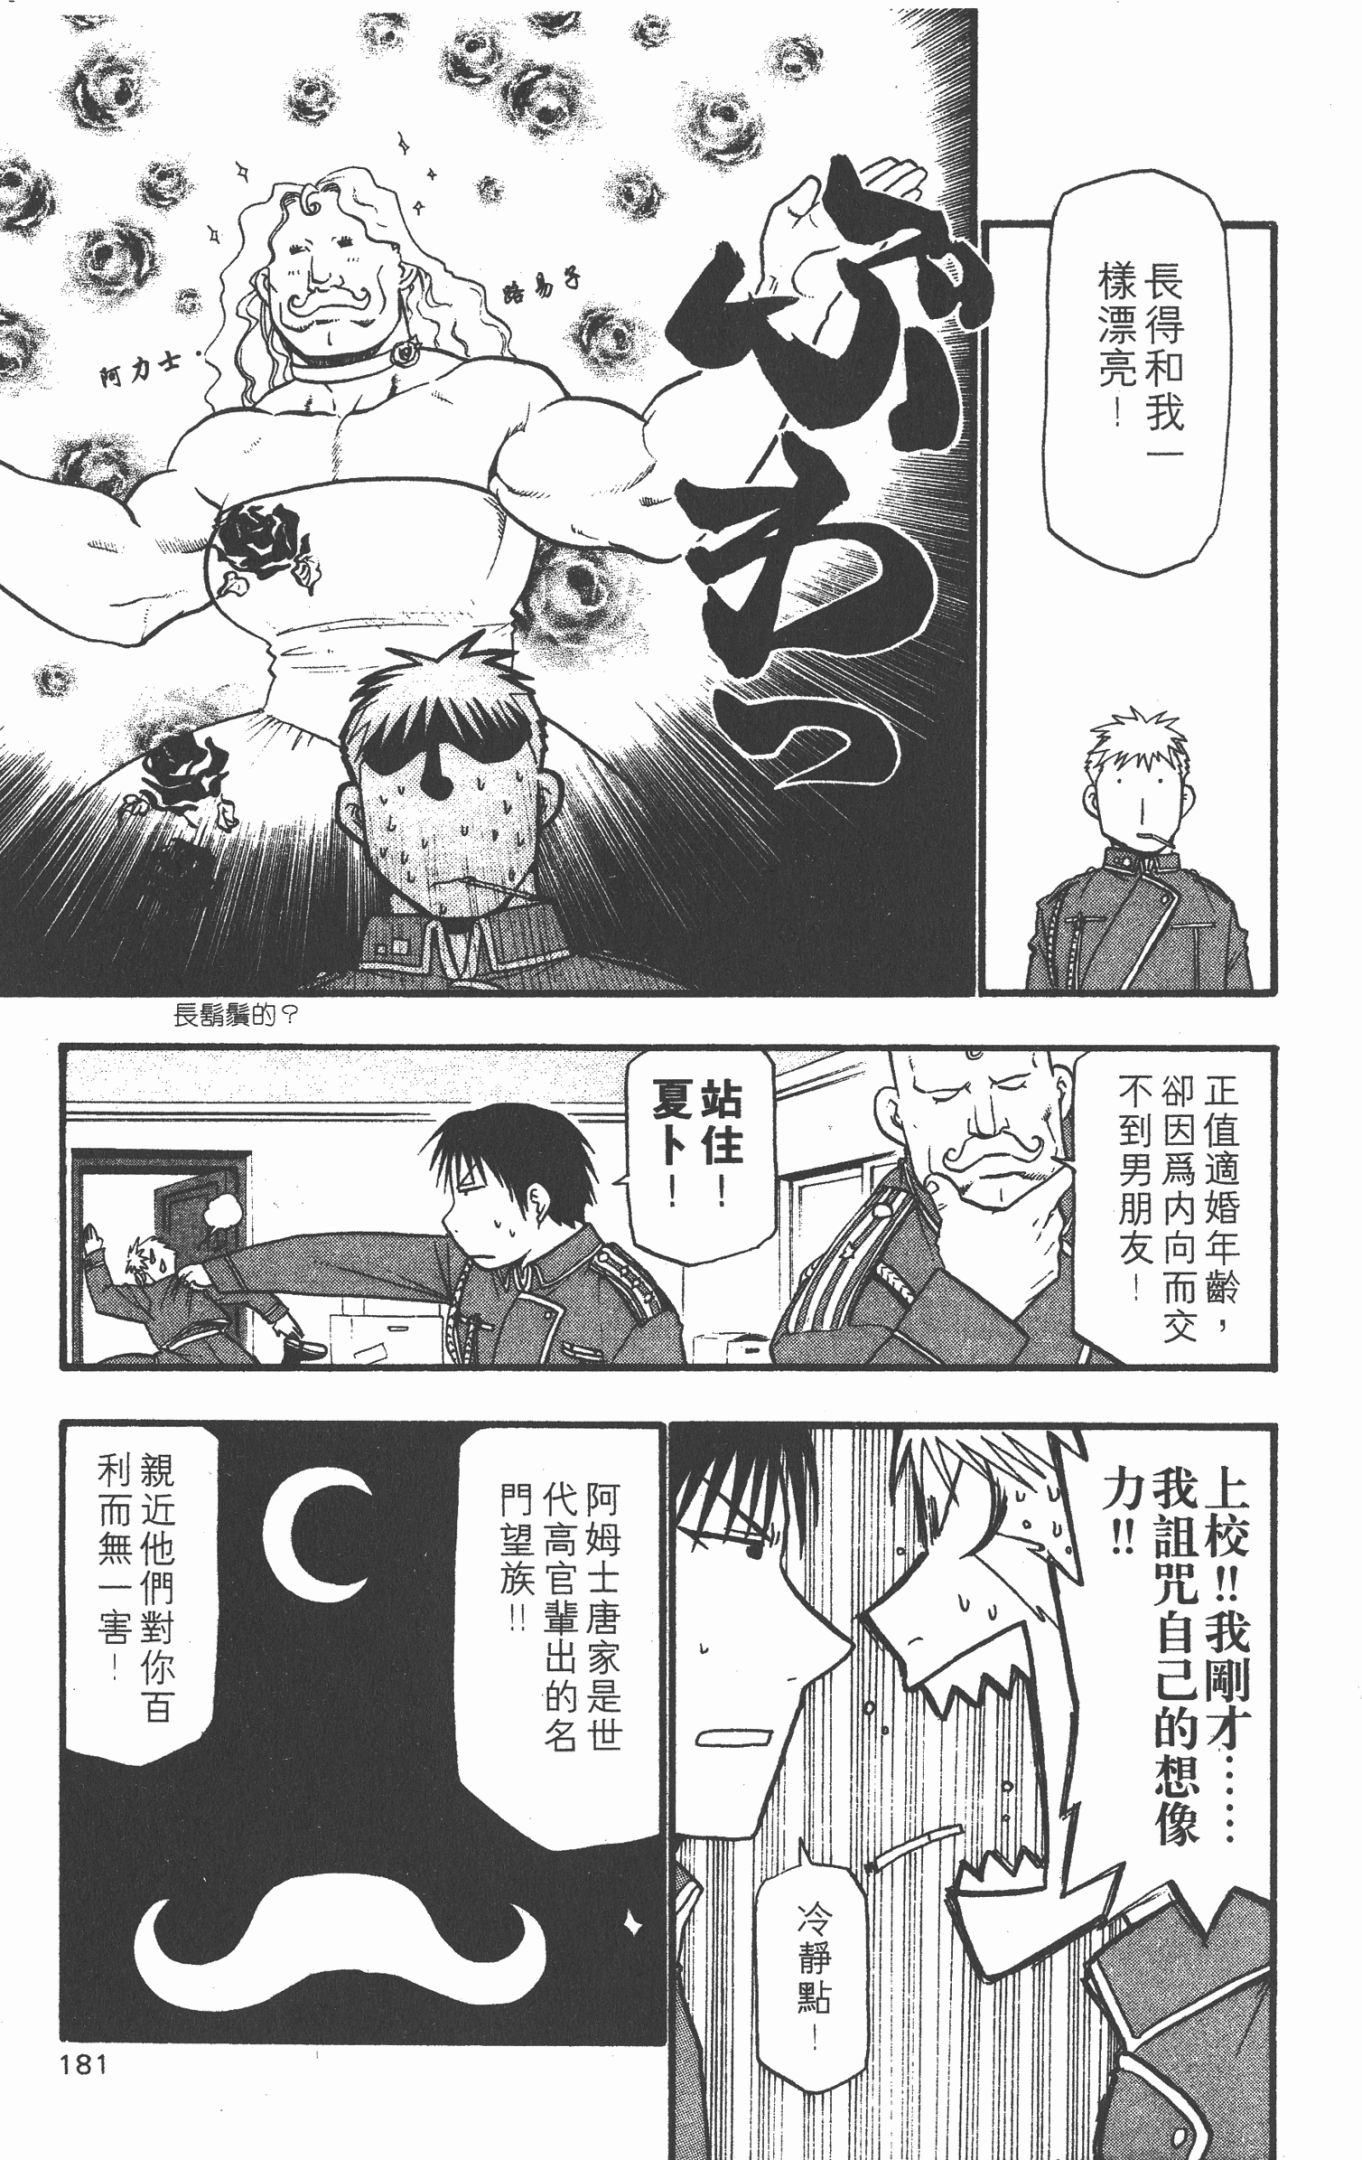 長得和我一
樣漂亮！
ぶわっ
路易子
阿力士．
長鬍鬚的？
正值適婚年齡，
卻因爲內向而交
不到男朋友！
站住！
夏卜！
上校!!我剛才……
我詛咒自己的想像
力!!
冷靜點！
阿姆士唐家是世
代高官輩出的名
門望族!!
親近他們對你百
利而無一害！
181